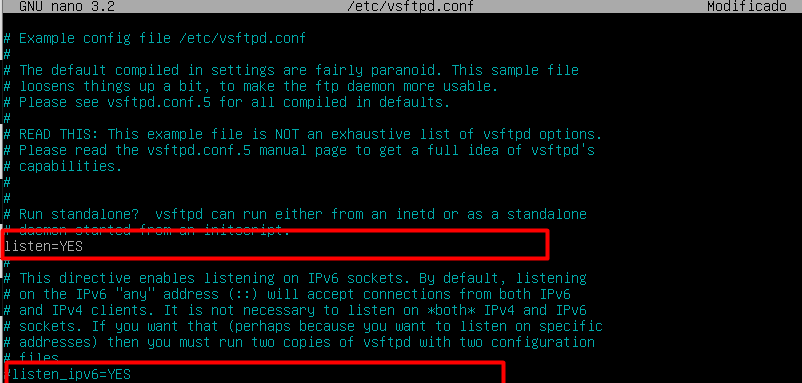 GNU nano 3.2 /etc/vsftpd.conf Modificado
# Example config file /etc/vsftpd.conf
#
# The default compiled in settings are fairly paranoid. This sample file
# loosens things up a bit, to make the ftp daemon more usable.
# Please see vsftpd.conf.5 for all compiled in defaults.
#
# READ THIS: This example file is NOT an exhaustive list of vsftpd options.
# Please read the vsftpd.conf.5 manual page to get a full idea of vsftpd's
# capabilities.
#
#
# Run standalone?  vsftpd can run either from an inetd or as a standalone
# daemon started from an initscript.
listen=YES
#
# This directive enables listening on IPv6 sockets. By default, listening
# on the IPv6 "any" address (::) will accept connections from both IPv6
# and IPv4 clients. It is not necessary to listen on *both* IPv4 and IPv6
# sockets. If you want that (perhaps because you want to listen on specific
# addresses) then you must run two copies of vsftpd with two configuration
# files.
#listen_ipv6=YES